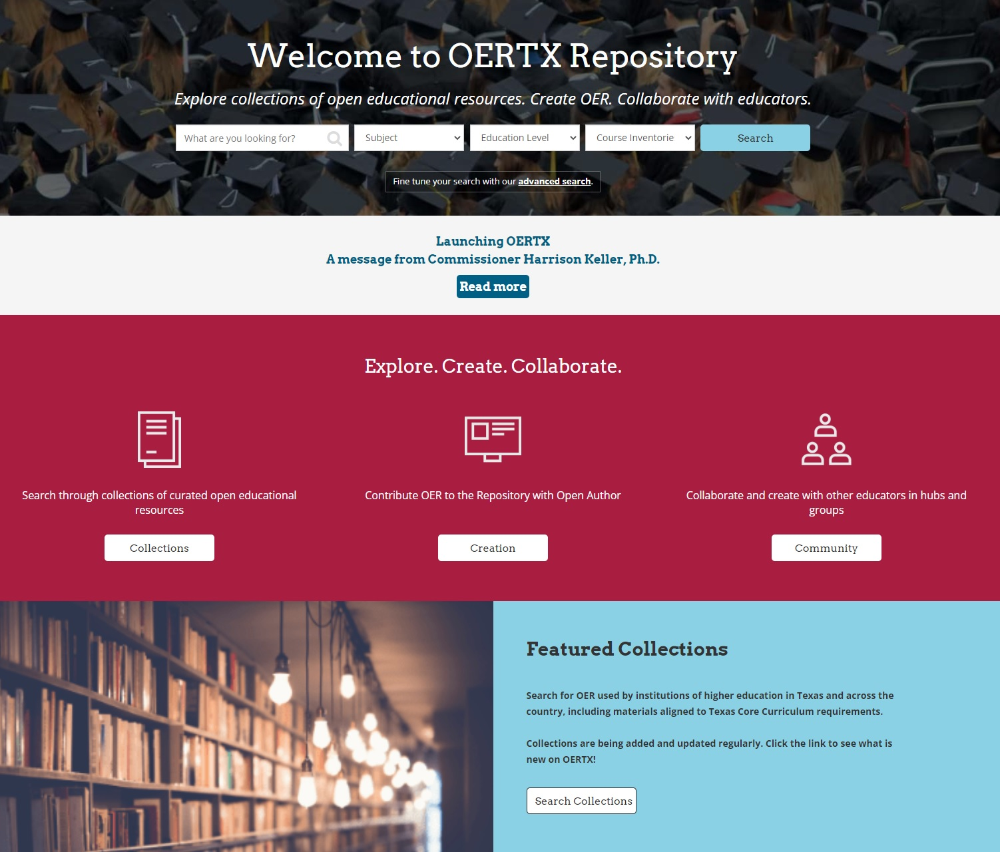 Welcome to OERTX Repository
Explore collections of open educational resources. Create OER. Collaborate with educators.
What are you looking for?
Subject
Education Level
Course Inventorie
Search
Fine tune your search with our advanced search.
Launching OERTX
A message from Commissioner Harrison Keller, Ph.D.
Read more
Explore. Create. Collaborate.
Search through collections of curated open educational
resources
Collections
Contribute OER to the Repository with Open Author
Creation
Collaborate and create with other educators in hubs and
groups
Community
Featured Collections
Search for OER used by institutions of higher education in Texas and across the
country, including materials aligned to Texas Core Curriculum requirements.
Collections are being added and updated regularly. Click the link to see what is
new on OERTX!
Search Collections